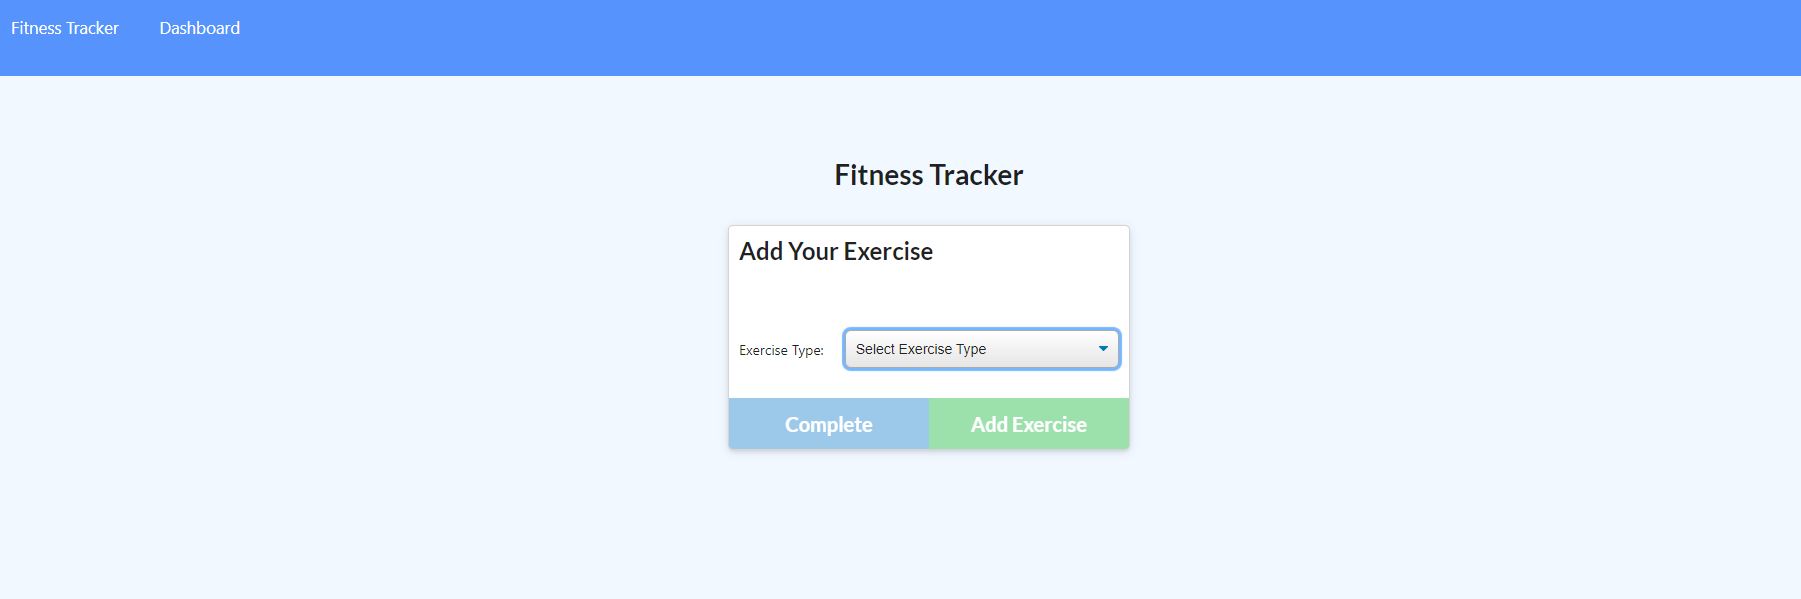 Fitness Tracker Dashboard
Fitness Tracker
Add Your Exercise
Exercise Type: Select Exercise Type
Complete Add Exercise